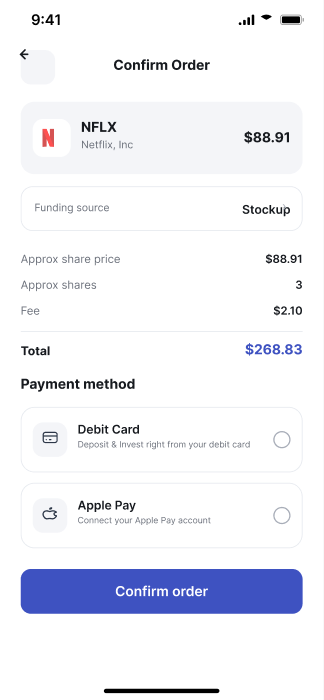 9:41
Confirm Order
NFLX
Netflix, Inc
$88.91
Funding source
Stockup
Approx share price
$88.91
Approx shares
3
Fee
$2.10
Total
$268.83
Payment method
Debit Card
Deposit & Invest right from your debit card
Apple Pay
Connect your Apple Pay account
Confirm order